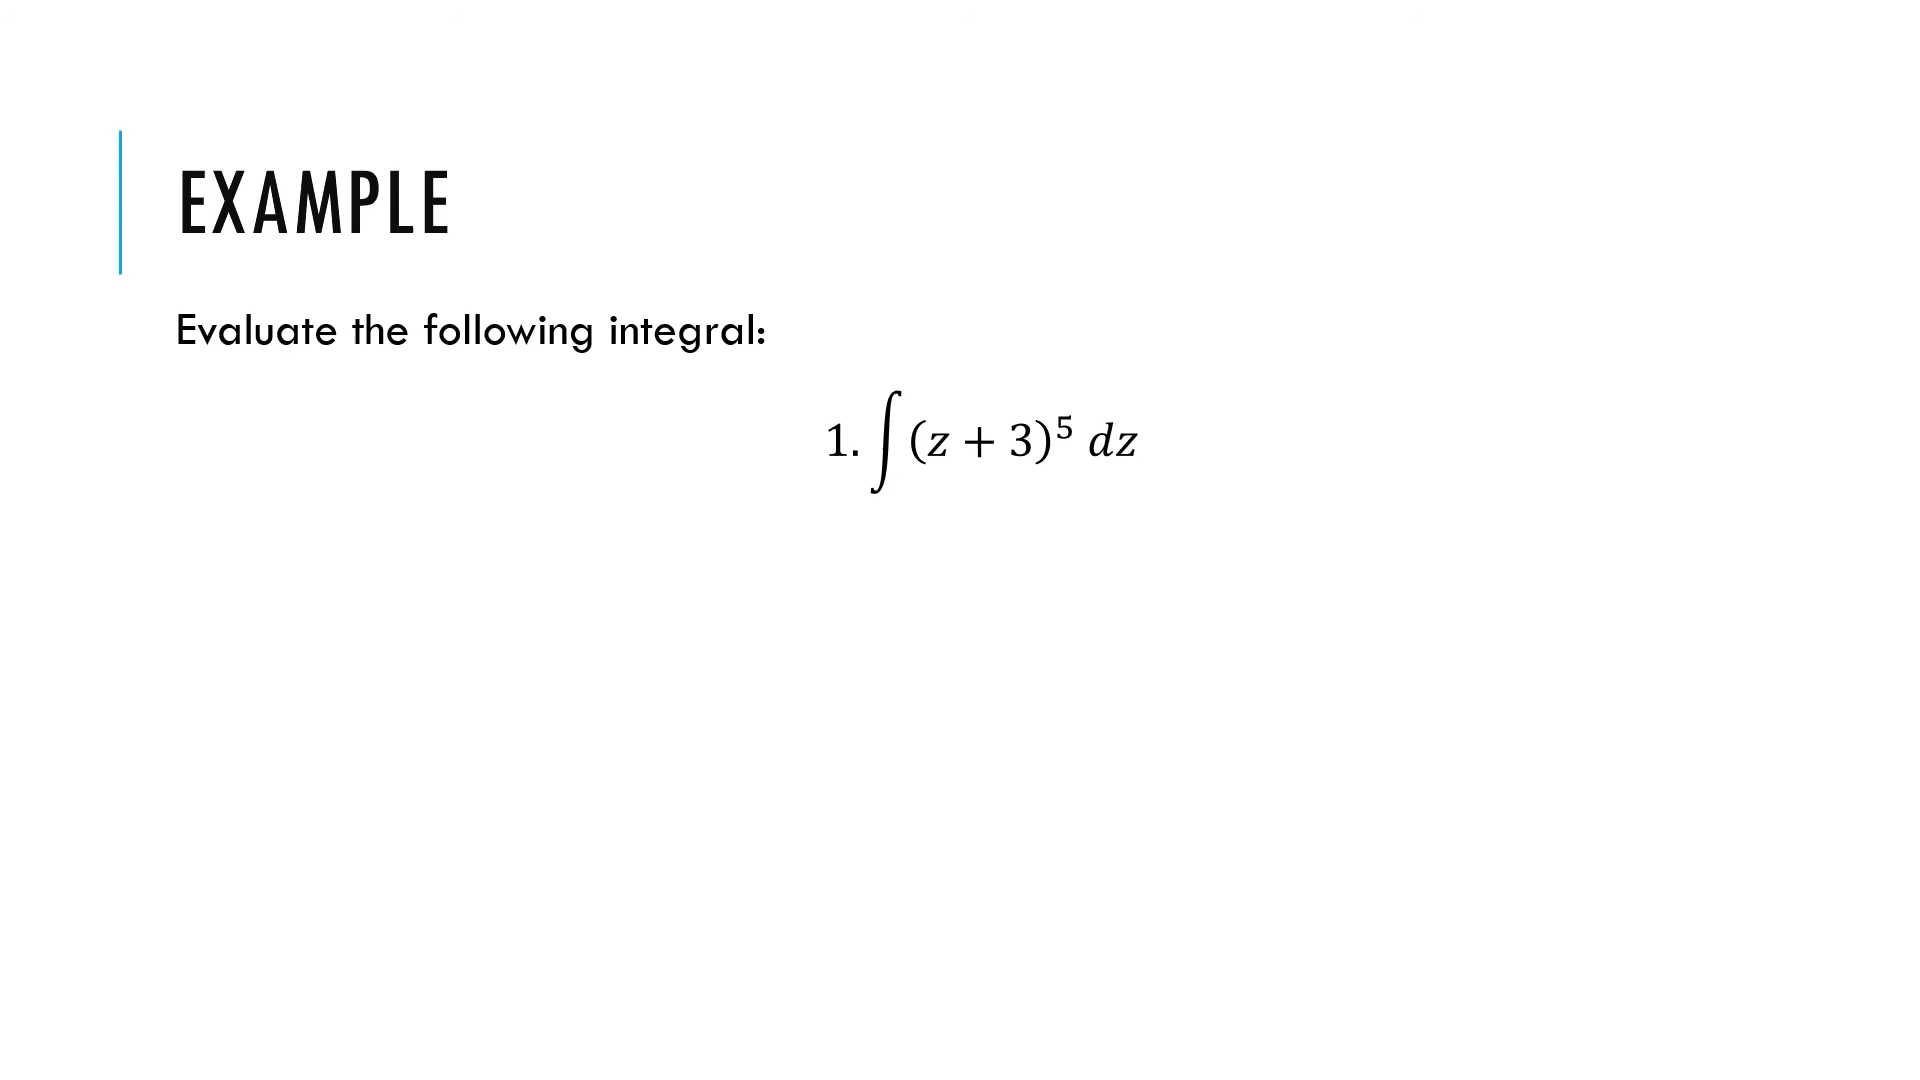 EXAMPLE
Evaluate the following integral:
1. ∫(z + 3)⁵ dz